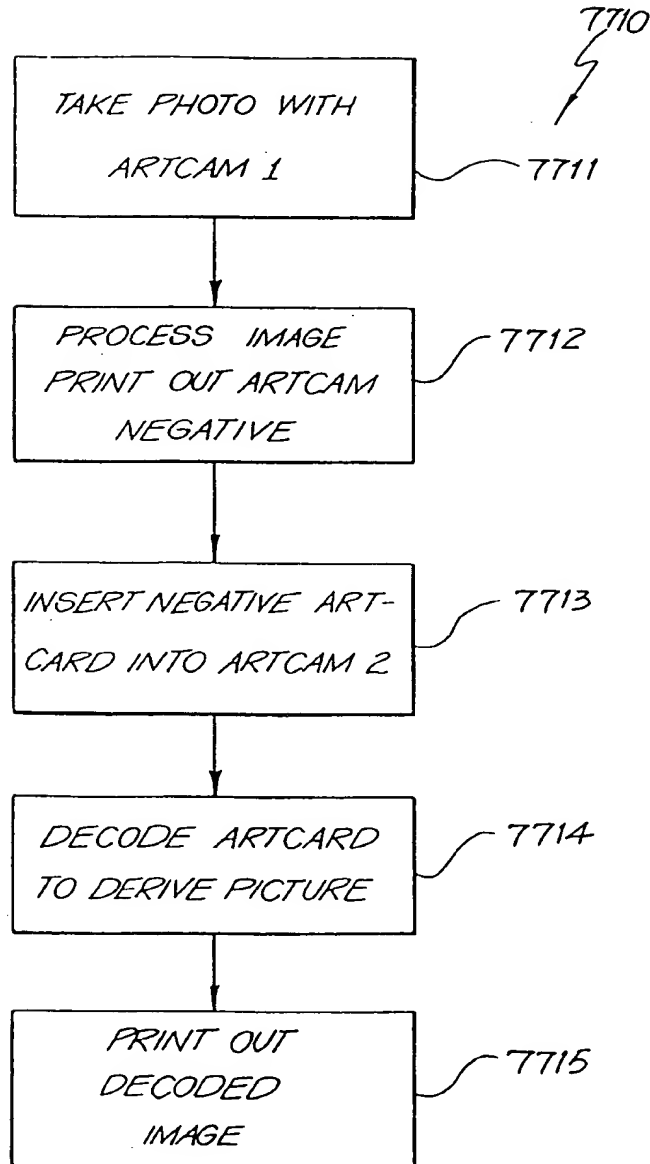 7710
TAKE PHOTO WITH
ARTCAM 1
7711
PROCESS IMAGE
PRINT OUT ARTCAM
NEGATIVE
7712
INSERT NEGATIVE ART-
CARD INTO ARTCAM 2
7713
DECODE ARTCARD
TO DERIVE PICTURE
7714
PRINT OUT
DECODED
IMAGE
7715